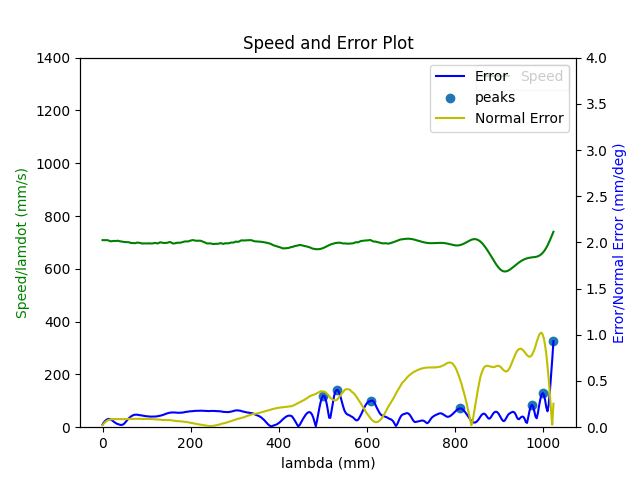 Speed and Error Plot
1400
1200
1000
800
600
400
200
0
Speed/lamdot (mm/s)
4.0
3.5
3.0
2.5
2.0
1.5
1.0
0.5
0.0
Error/Normal Error (mm/deg)
Error
Speed
peaks
Normal Error
0
200
400
600
800
1000
lambda (mm)